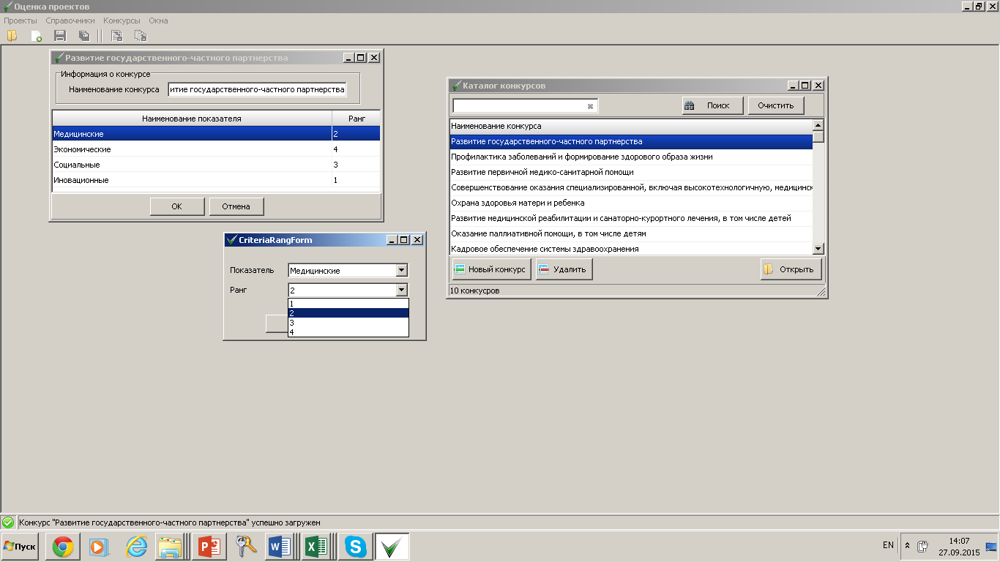 Оценка проектов
Проекты Справочники Конкурсы Окна
Развитие государственного-частного партнерства
Информация о конкурсе
Наименование конкурса итие государственного-частного партнерства
Наименование показателя Ранг
Медицинские 2
Экономические 4
Социальные 3
Иновационные 1
ОК Отмена
CriteriaRangForm
Показатель Медицинские
Ранг 2
1
2
3
4
Каталог конкурсов
Поиск Очистить
Наименование конкурса
Развитие государственного-частного партнерства
Профилактика заболеваний и формирование здорового образа жизни
Развитие первичной медико-санитарной помощи
Совершенствование оказания специализированной, включая высокотехнологичную, медицинск
Охрана здоровья матери и ребенка
Развитие медицинской реабилитации и санаторно-курортного лечения, в том числе детей
Оказание паллиативной помощи, в том числе детям
Кадровое обеспечение системы здравоохранения
Новый конкурс Удалить Открыть
10 конкусров
Конкурс "Развитие государственного-частного партнерства" успешно загружен
Пуск EN 14:07
27.09.2015